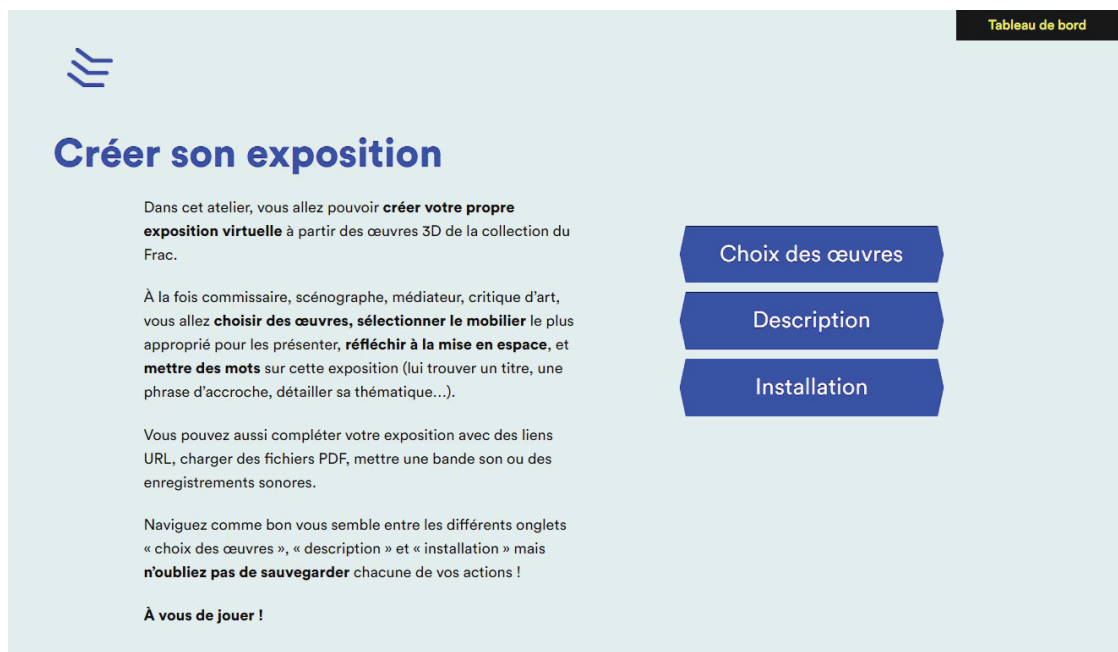 Tableau de bord
Créer son exposition
Dans cet atelier, vous allez pouvoir créer votre propre
exposition virtuelle à partir des œuvres 3D de la collection du
Frac.
À la fois commissaire, scénographe, médiateur, critique d'art,
vous allez choisir des œuvres, sélectionner le mobilier le plus
approprié pour les présenter, réfléchir à la mise en espace, et
mettre des mots sur cette exposition (lui trouver un titre, une
phrase d'accroche, détailler sa thématique…).
Vous pouvez aussi compléter votre exposition avec des liens
URL, charger des fichiers PDF, mettre une bande son ou des
enregistrements sonores.
Naviguez comme bon vous semble entre les différents onglets
« choix des œuvres », « description » et « installation » mais
n'oubliez pas de sauvegarder chacune de vos actions !
À vous de jouer !
Choix des œuvres
Description
Installation